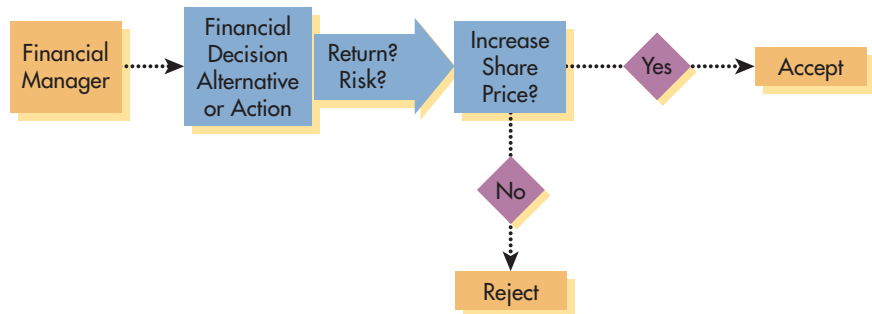 Financial
Manager
Financial
Decision
Alternative
or Action
Return?
Risk?
Increase
Share
Price?
Yes
Accept
No
Reject